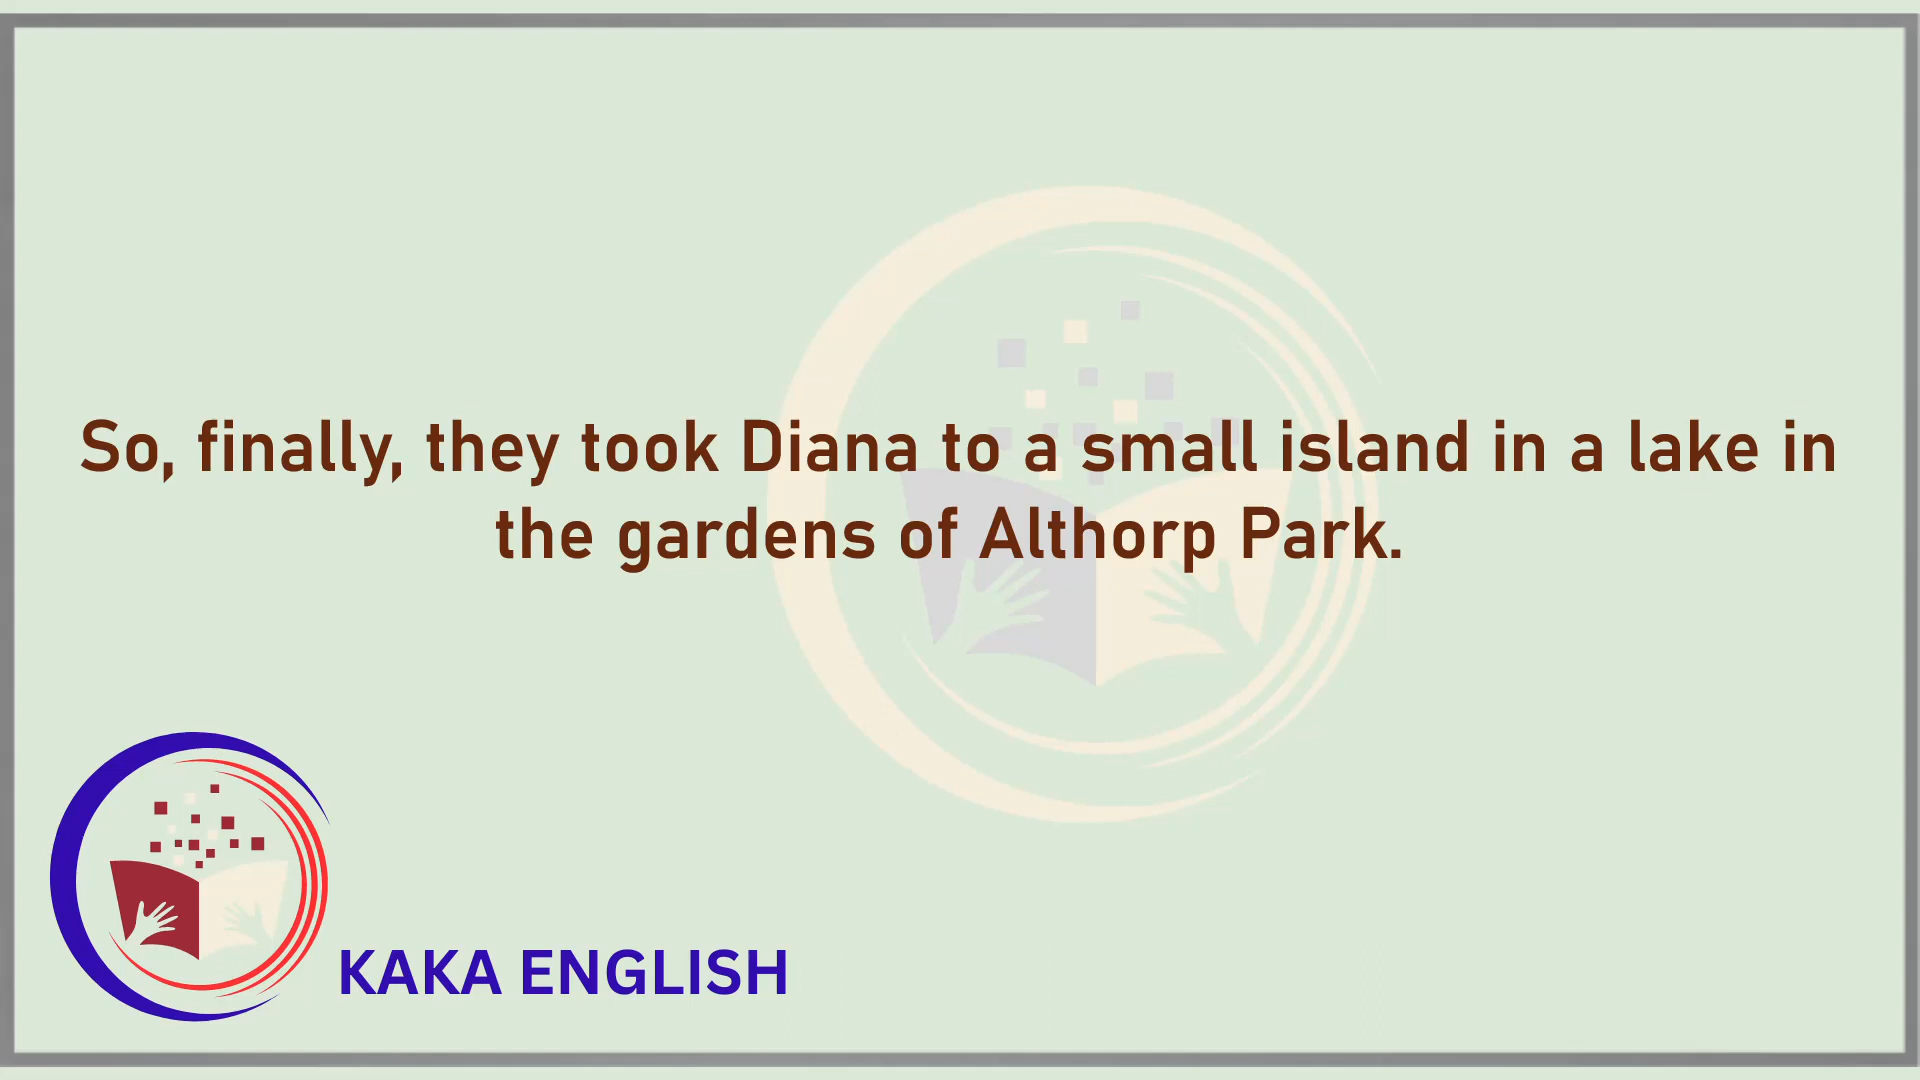 So, finally, they took Diana to a small island in a lake in
the gardens of Althorp Park.
KAKA ENGLISH